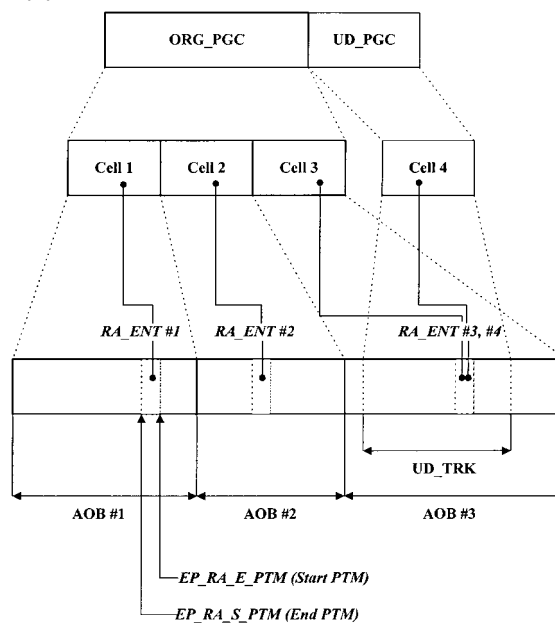 ORG_PGC UD_PGC
Cell 1 Cell 2 Cell 3 Cell 4
RA_ENT #1 RA_ENT #2 RA_ENT #3, #4
UD_TRK
AOB #1 AOB #2 AOB #3
EP_RA_E_PTM (Start PTM)
EP_RA_S_PTM (End PTM)